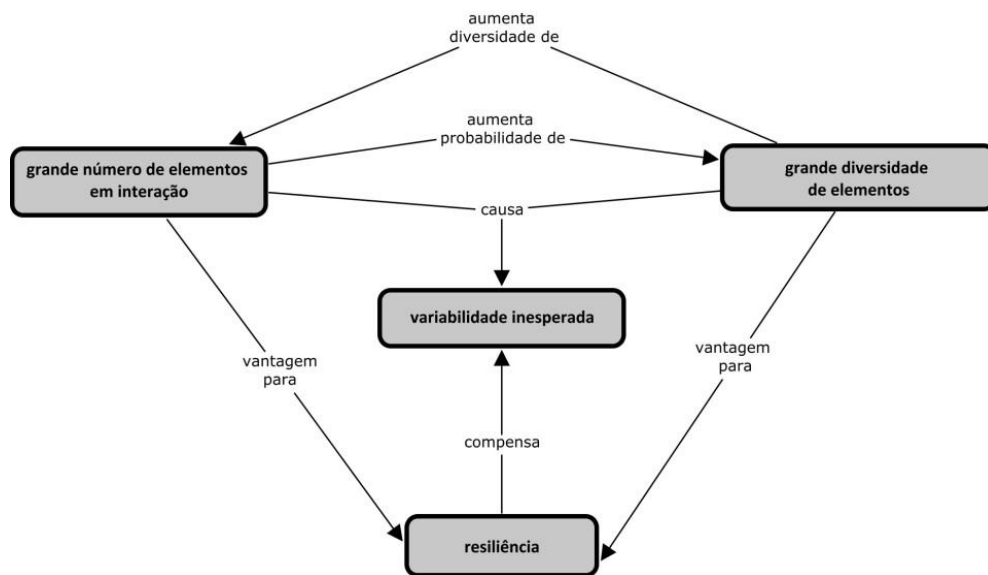 aumenta
diversidade de
aumenta
probabilidade de
grande número de elementos
em interação
grande diversidade
de elementos
causa
variabilidade inesperada
vantagem
para
vantagem
para
compensa
resiliência